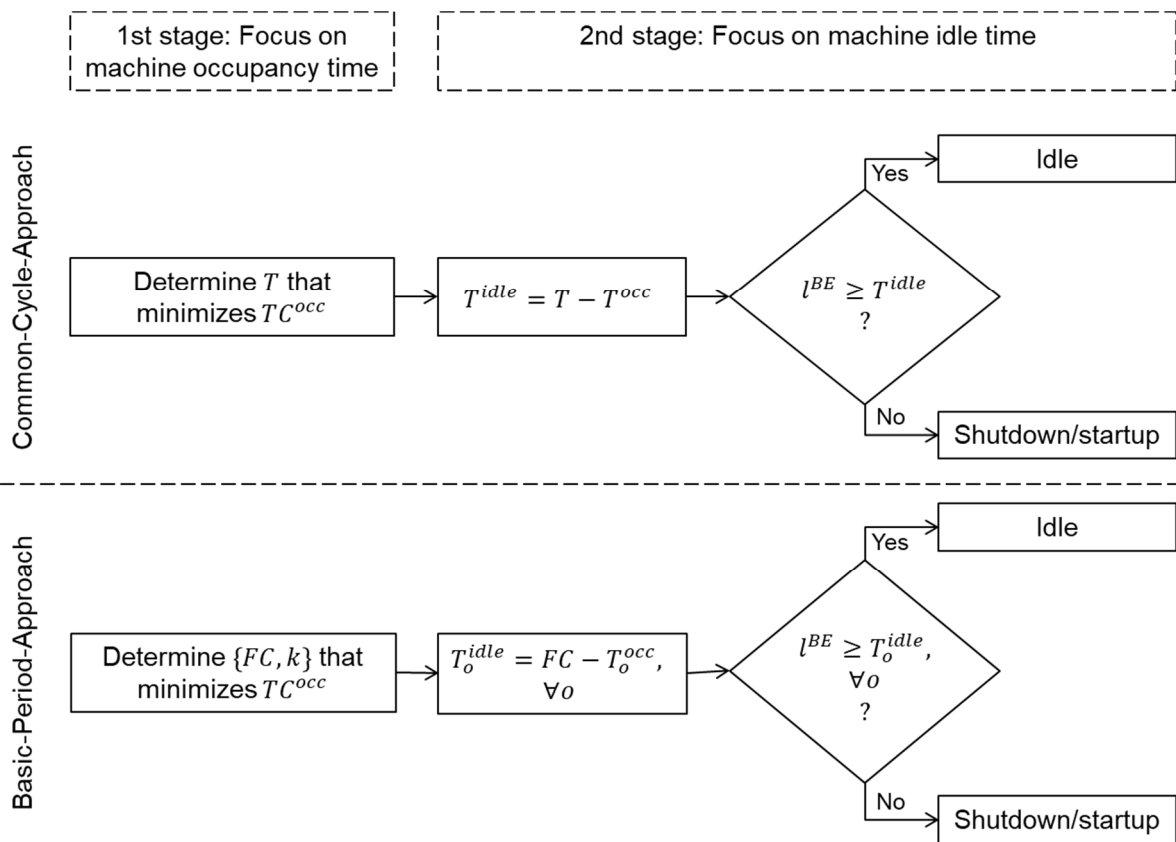 1st stage: Focus on
machine occupancy time
2nd stage: Focus on machine idle time
Common-Cycle-Approach
Determine T that
minimizes TC^occ
T^idle = T − T^occ
l^BE ≥ T^idle
?
Yes
Idle
No
Shutdown/startup
Basic-Period-Approach
Determine {FC, k} that
minimizes TC^occ
T_o^idle = FC − T_o^occ,
∀o
l^BE ≥ T_o^idle,
∀o
?
Yes
Idle
No
Shutdown/startup